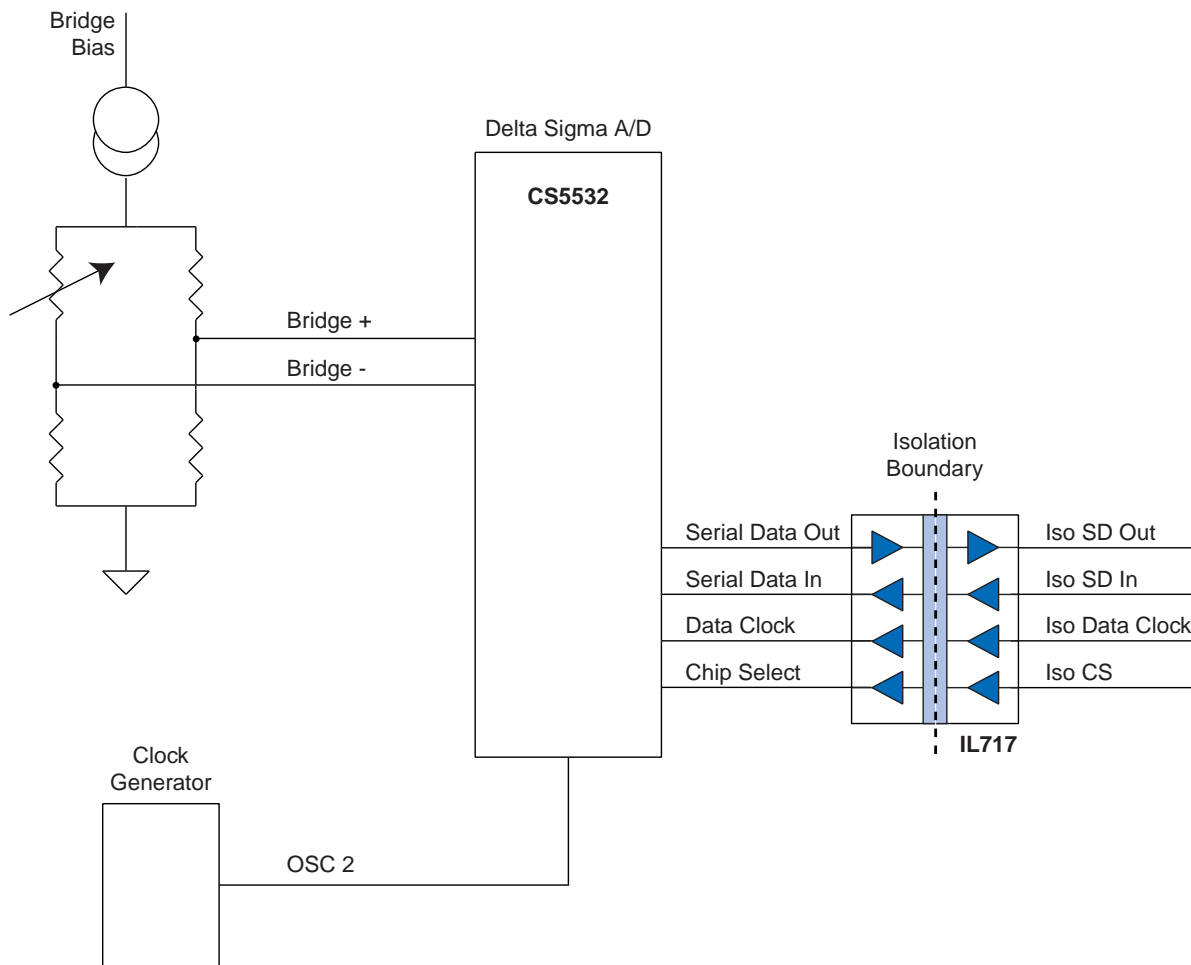 Bridge
Bias
Delta Sigma A/D
CS5532
Bridge +
Bridge -
Isolation
Boundary
Serial Data Out
Iso SD Out
Serial Data In
Iso SD In
Data Clock
Iso Data Clock
Chip Select
Iso CS
IL717
Clock
Generator
OSC 2